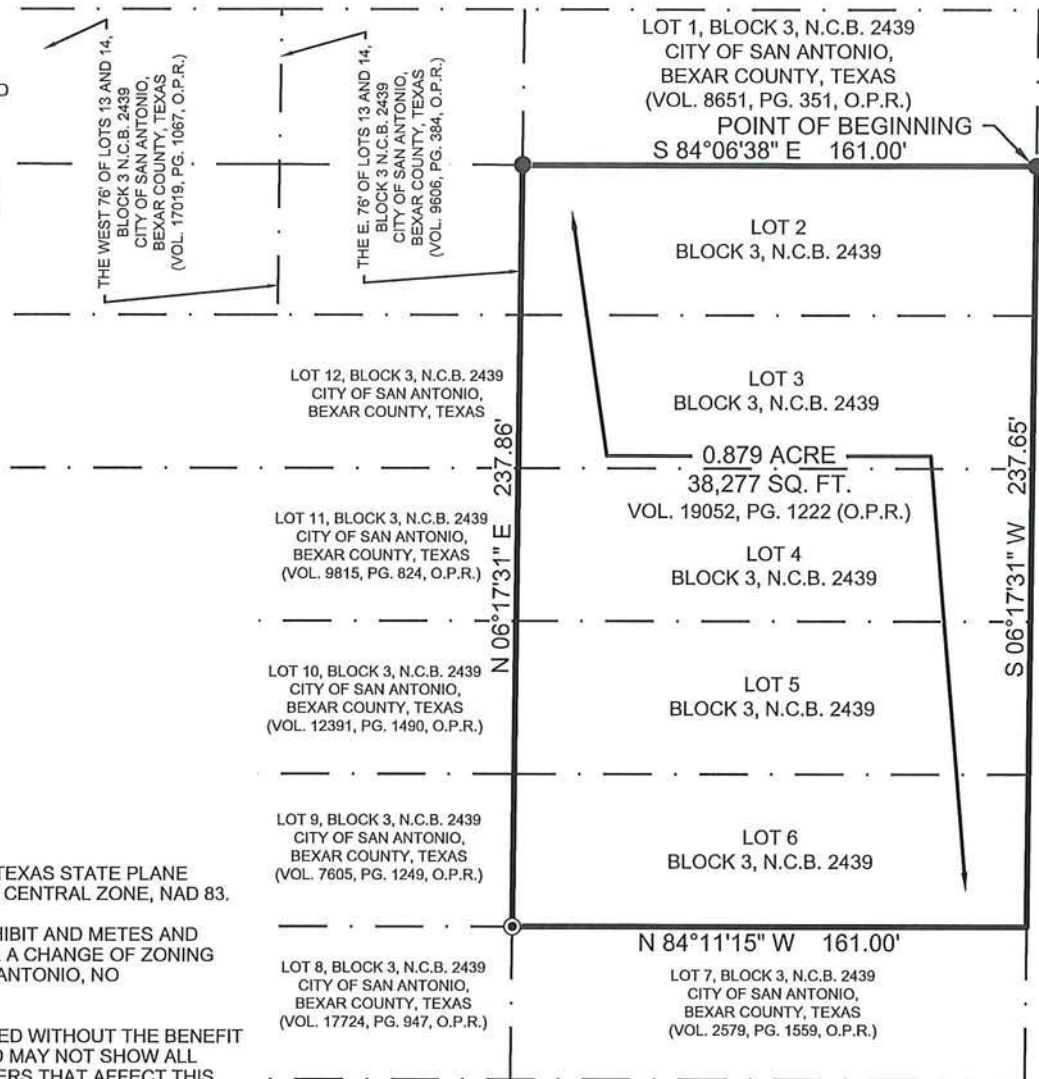 LOT 1, BLOCK 3, N.C.B. 2439
CITY OF SAN ANTONIO,
BEXAR COUNTY, TEXAS
(VOL. 8651, PG. 351, O.P.R.)
POINT OF BEGINNING
S 84°06'38" E 161.00'
THE WEST 76' OF LOTS 13 AND 14,
BLOCK 3 N.C.B. 2439
CITY OF SAN ANTONIO,
BEXAR COUNTY, TEXAS
(VOL. 17019, PG. 1067, O.P.R.)
THE E. 76' OF LOTS 13 AND 14,
BLOCK 3 N.C.B. 2439
CITY OF SAN ANTONIO,
BEXAR COUNTY, TEXAS
(VOL. 9606, PG. 384, O.P.R.)
LOT 2
BLOCK 3, N.C.B. 2439
LOT 12, BLOCK 3, N.C.B. 2439
CITY OF SAN ANTONIO,
BEXAR COUNTY, TEXAS
LOT 3
BLOCK 3, N.C.B. 2439
N 06°17'31" E 237.86'
0.879 ACRE
38,277 SQ. FT.
VOL. 19052, PG. 1222 (O.P.R.)
S 06°17'31" W 237.65'
LOT 11, BLOCK 3, N.C.B. 2439
CITY OF SAN ANTONIO,
BEXAR COUNTY, TEXAS
(VOL. 9815, PG. 824, O.P.R.)
LOT 4
BLOCK 3, N.C.B. 2439
LOT 10, BLOCK 3, N.C.B. 2439
CITY OF SAN ANTONIO,
BEXAR COUNTY, TEXAS
(VOL. 12391, PG. 1490, O.P.R.)
LOT 5
BLOCK 3, N.C.B. 2439
LOT 9, BLOCK 3, N.C.B. 2439
CITY OF SAN ANTONIO,
BEXAR COUNTY, TEXAS
(VOL. 7605, PG. 1249, O.P.R.)
LOT 6
BLOCK 3, N.C.B. 2439
N 84°11'15" W 161.00'
LOT 8, BLOCK 3, N.C.B. 2439
CITY OF SAN ANTONIO,
BEXAR COUNTY, TEXAS
(VOL. 17724, PG. 947, O.P.R.)
LOT 7, BLOCK 3, N.C.B. 2439
CITY OF SAN ANTONIO,
BEXAR COUNTY, TEXAS
(VOL. 2579, PG. 1559, O.P.R.)
TEXAS STATE PLANE
CENTRAL ZONE, NAD 83.
HIBIT AND METES AND
A CHANGE OF ZONING
ANTONIO, NO
ED WITHOUT THE BENEFIT
MAY NOT SHOW ALL
ERS THAT AFFECT THIS